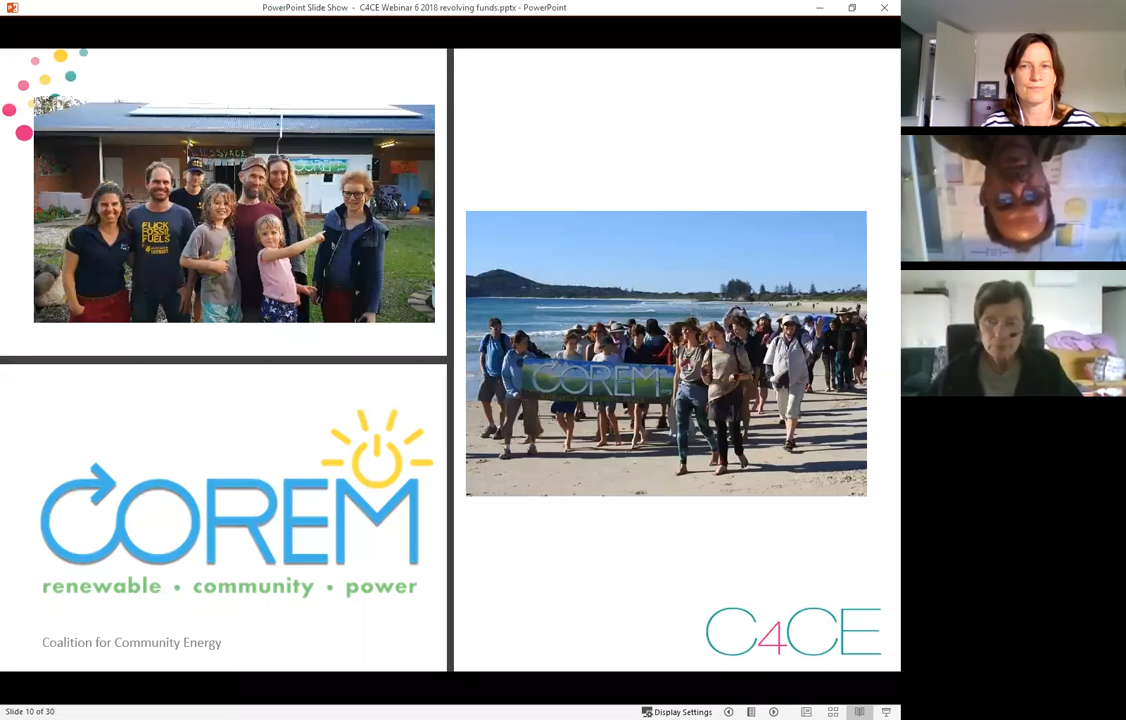 PowerPoint Slide Show - C4CE Webinar 6 2018 revolving funds.pptx - PowerPoint
COREM
FUCK
FOSSIL
FUELS
COREM
COREM
renewable • community • power
Coalition for Community Energy
C4CE
Slide 10 of 30
Display Settings